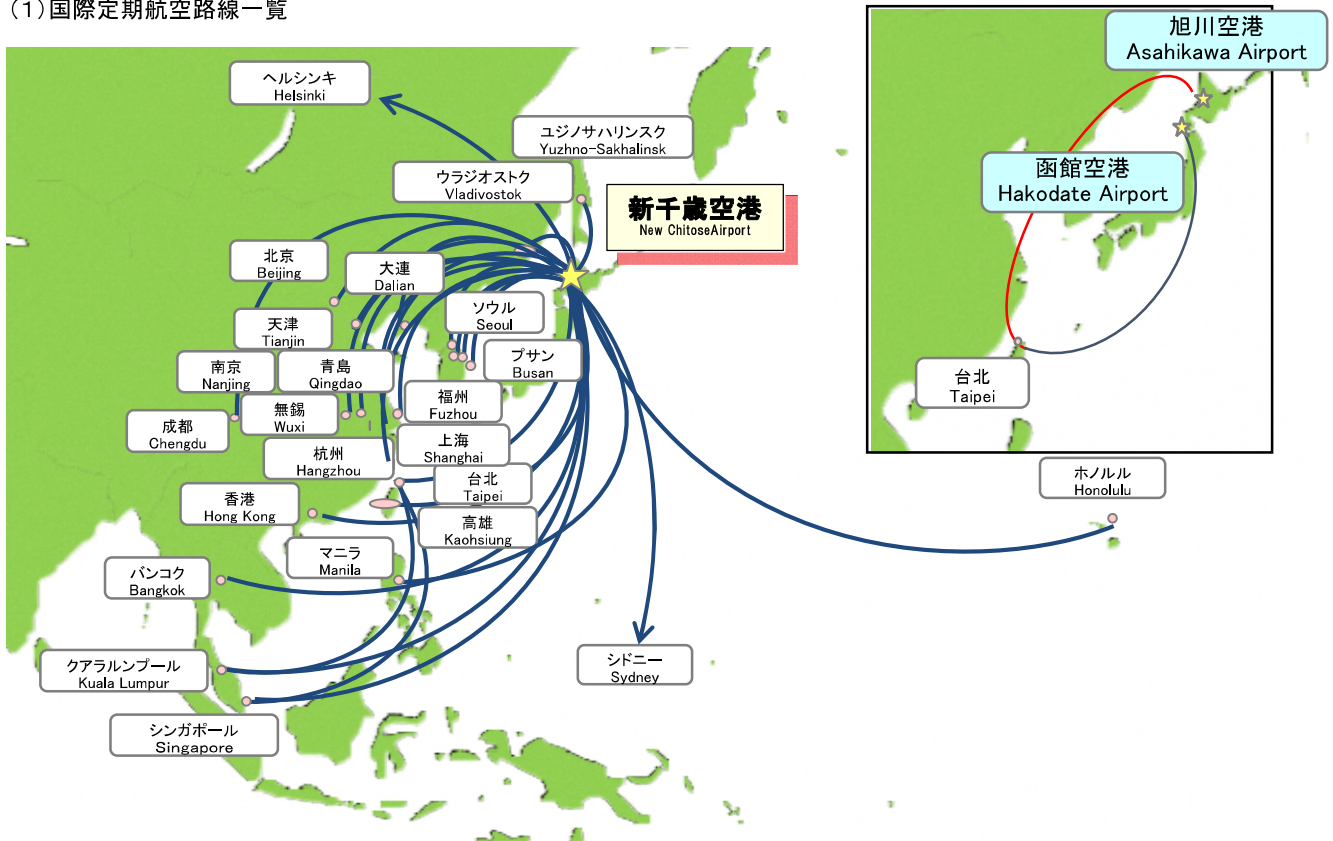 (1)国際定期航空路線一覧
旭川空港
Asahikawa Airport
函館空港
Hakodate Airport
台北
Taipei
ヘルシンキ
Helsinki
ユジノサハリンスク
Yuzhno-Sakhalinsk
ウラジオストク
Vladivostok
新千歳空港
New ChitoseAirport
北京
Beijing
大連
Dalian
天津
Tianjin
ソウル
Seoul
南京
Nanjing
青島
Qingdao
プサン
Busan
無錫
Wuxi
福州
Fuzhou
成都
Chengdu
杭州
Hangzhou
上海
Shanghai
台北
Taipei
香港
Hong Kong
高雄
Kaohsiung
マニラ
Manila
バンコク
Bangkok
ホノルル
Honolulu
クアラルンプール
Kuala Lumpur
シドニー
Sydney
シンガポール
Singapore